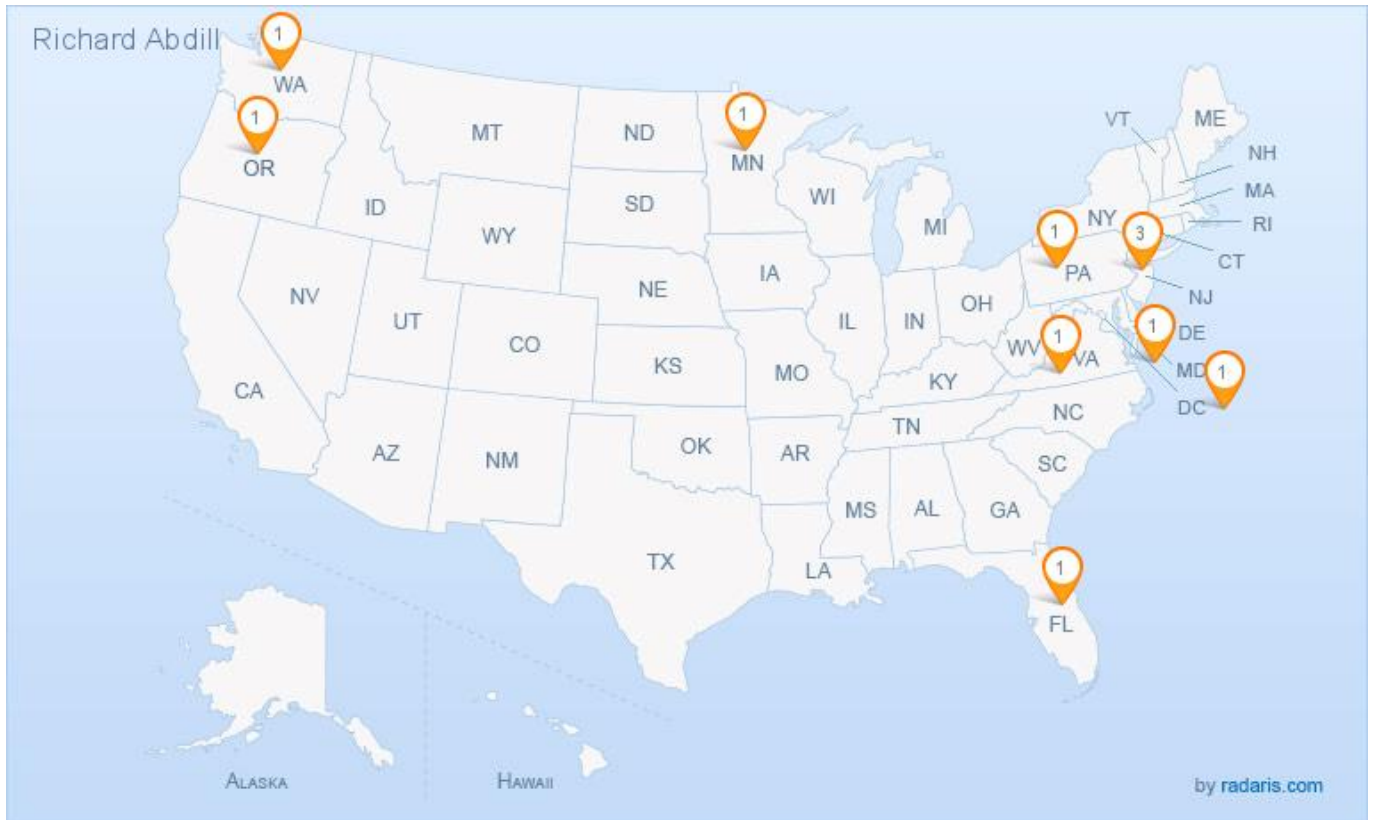 Richard Abdill
1
WA
1
OR
MT
ND
1
MN
VT
ME
NH
MA
RI
CT
NJ
ID
SD
WI
MI
NY
WY
1
PA
3
IA
NE
NV
UT
CO
IL
IN
OH
1
DE
1
WV
VA
MD
1
DC
KS
MO
KY
CA
NC
TN
AZ
NM
OK
AR
SC
MS
AL
GA
TX
LA
1
FL
ALASKA
HAWAII
by radaris.com